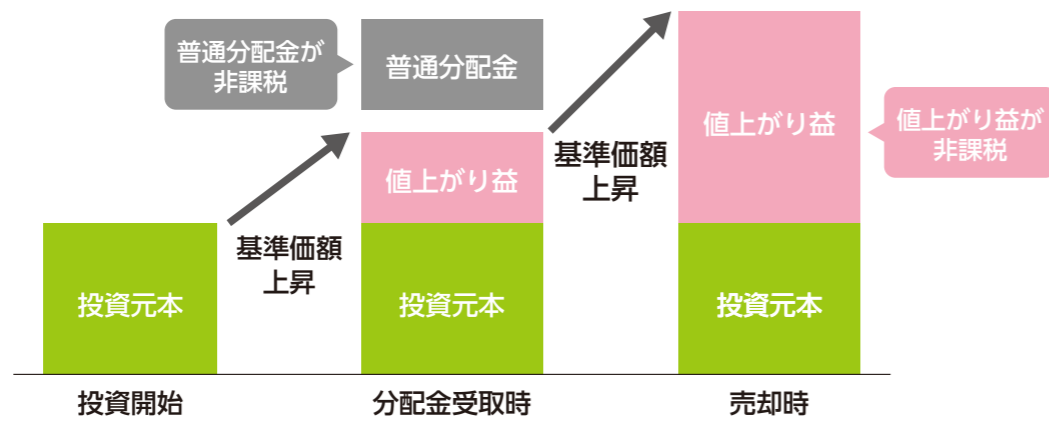 普通分配金が
非課税
普通分配金
値上がり益
値上がり益が
非課税
基準価額
上昇
値上がり益
基準価額
上昇
投資元本
投資元本
投資元本
投資開始
分配金受取時
売却時